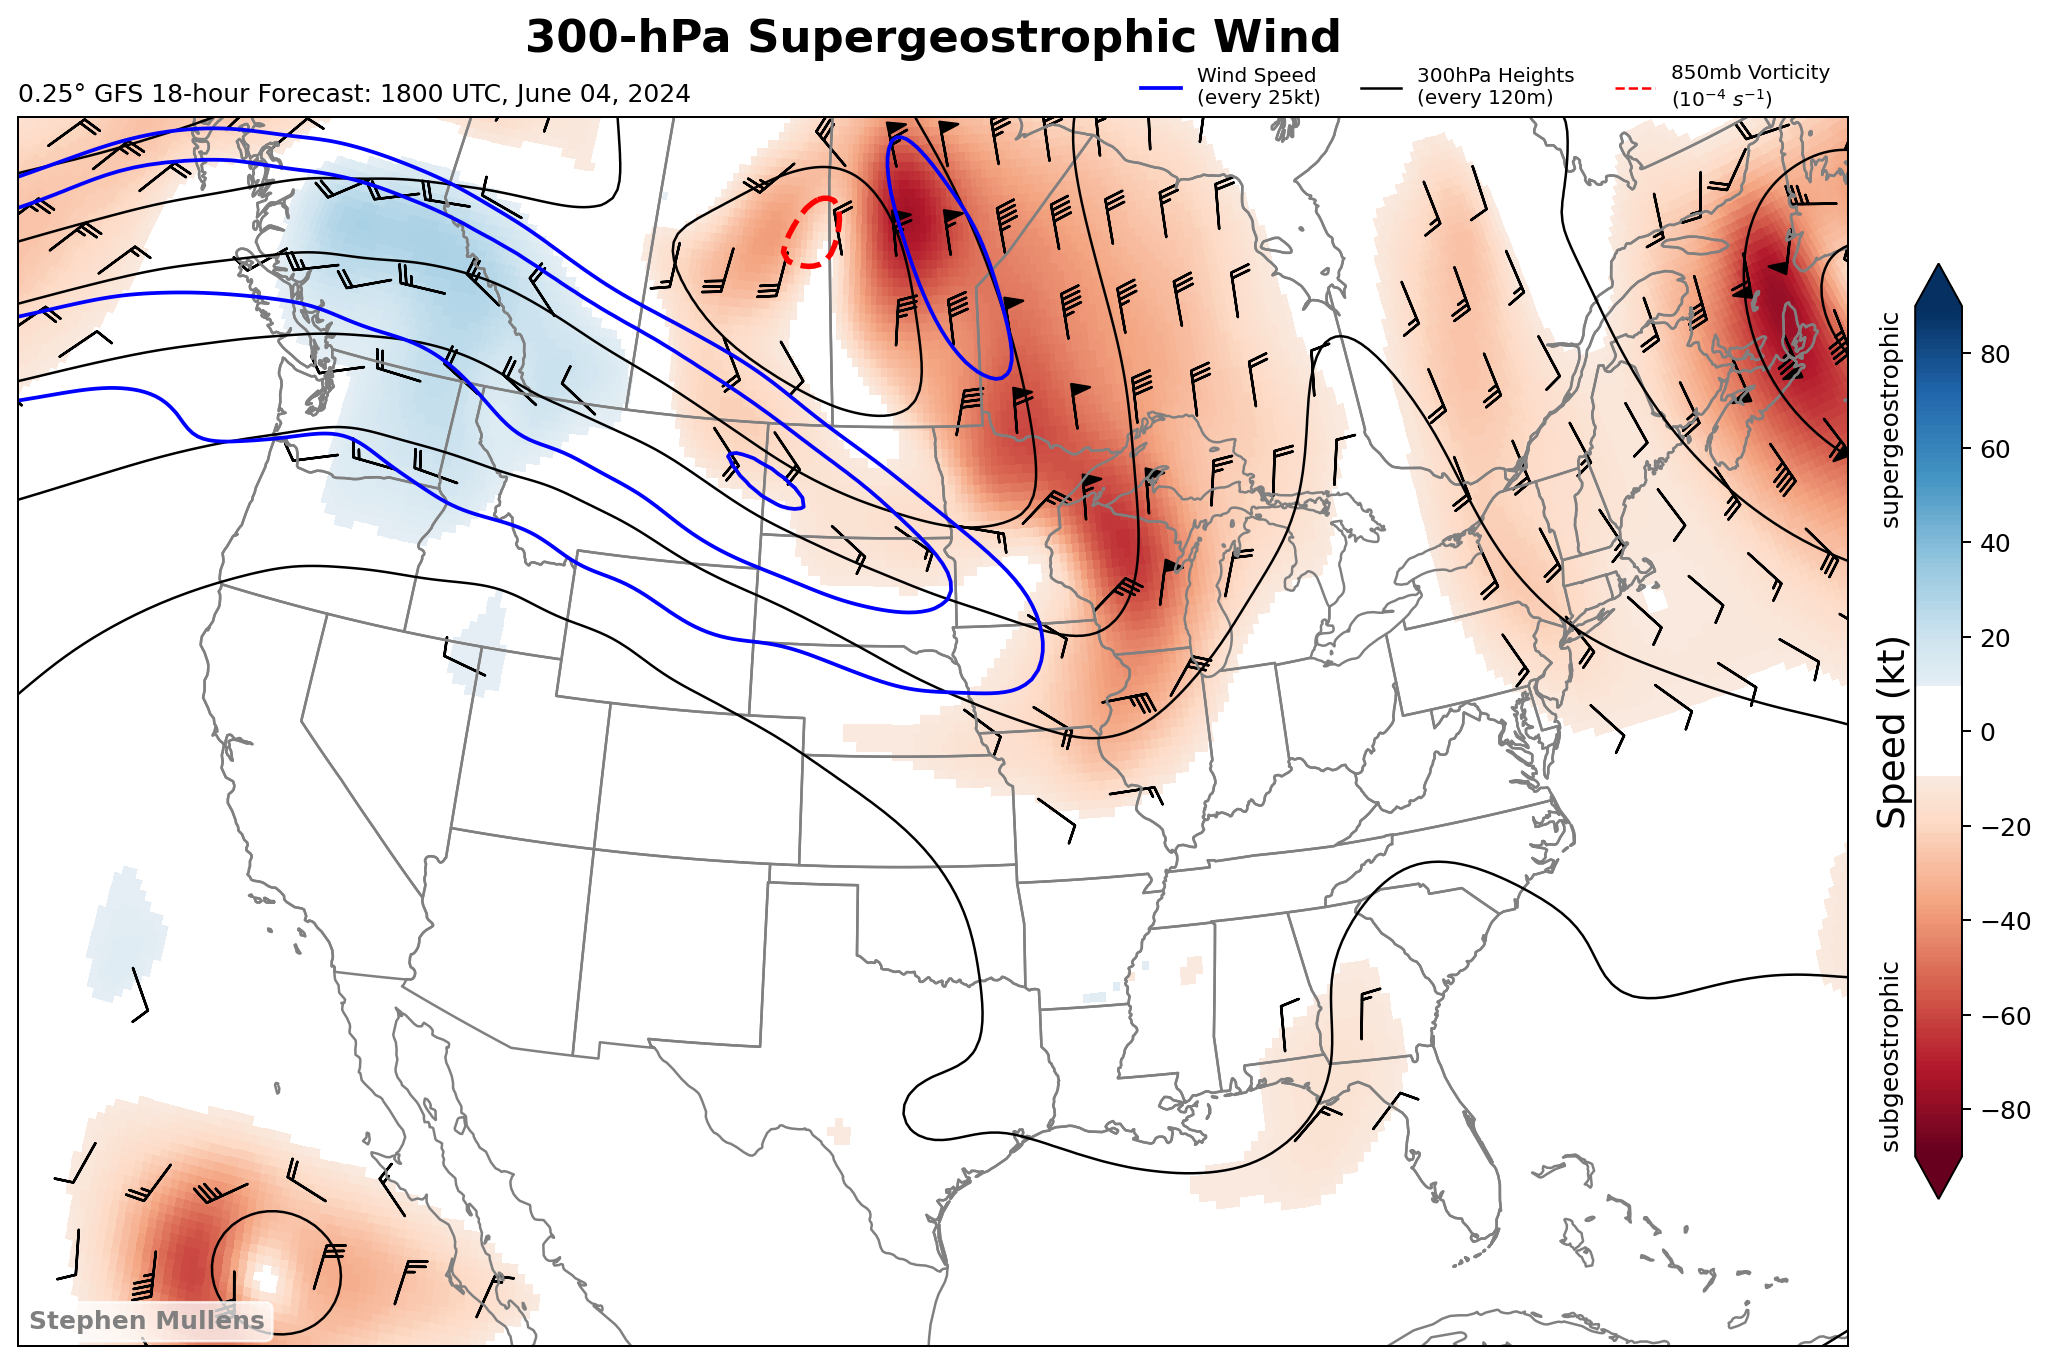 300-hPa Supergeostrophic Wind
0.25° GFS 18-hour Forecast: 1800 UTC, June 04, 2024
Wind Speed
(every 25kt)
300hPa Heights
(every 120m)
850mb Vorticity
(10⁻⁴ s⁻¹)
supergeostrophic
Speed (kt)
subgeostrophic
80
60
40
20
0
−20
−40
−60
−80
Stephen Mullens